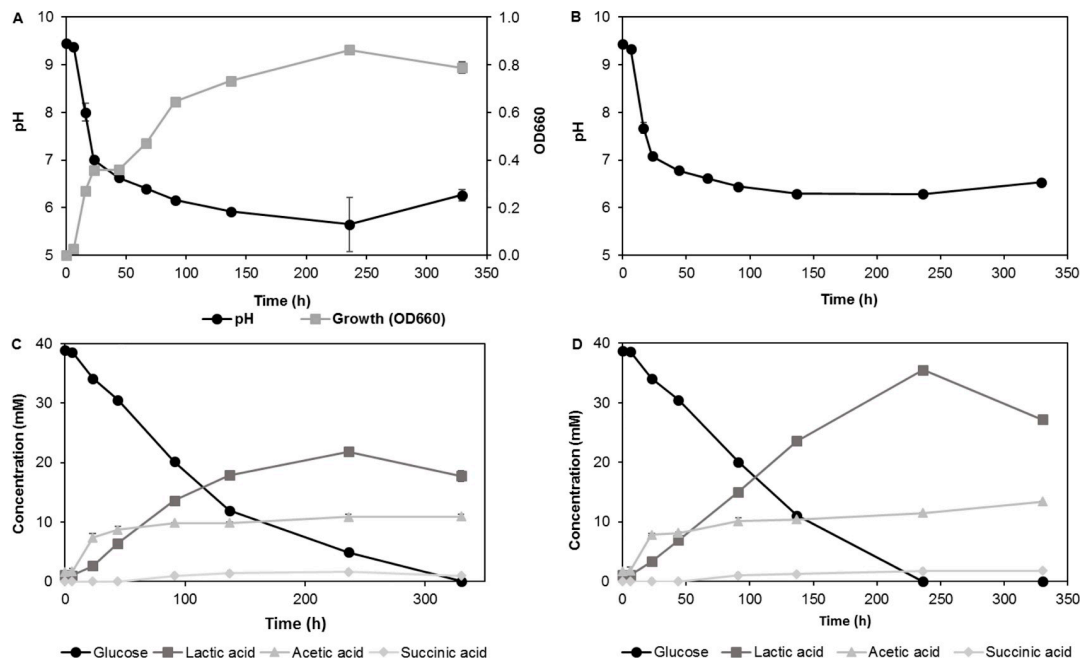 A
10
9
8
7
6
5
pH
1.0
0.8
0.6
0.4
0.2
0.0
OD660
0 50 100 150 200 250 300 350
Time (h)
pH Growth (OD660)
B
10
9
8
7
6
5
pH
0 50 100 150 200 250 300 350
Time (h)
C
40
30
20
10
0
Concentration (mM)
0 100 200 300
Time (h)
Glucose Lactic acid Acetic acid Succinic acid
D
40
30
20
10
0
Concentration (mM)
0 50 100 150 200 250 300 350
Time (h)
Glucose Lactic acid Acetic acid Succinic acid